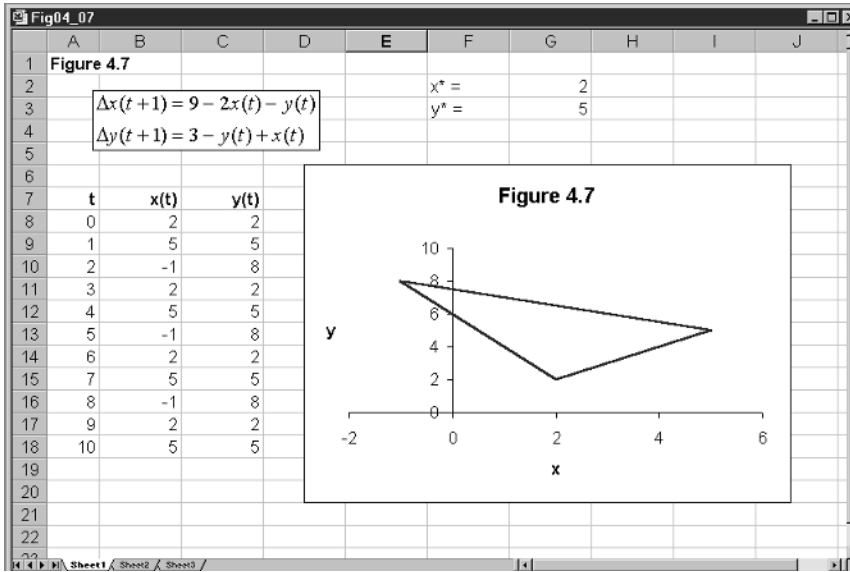 Fig04_07
A B C D E F G H I J
1 Figure 4.7
2 x* = 2
3 Δx(t + 1) = 9 − 2x(t) − y(t) y* = 5
4 Δy(t + 1) = 3 − y(t) + x(t)
5
6
7 t x(t) y(t)
8 0 2 2
9 1 5 5
10 2 -1 8
11 3 2 2
12 4 5 5
13 5 -1 8
14 6 2 2
15 7 5 5
16 8 -1 8
17 9 2 2
18 10 5 5
19
20
21
22
23
Figure 4.7
10
8
6
4
2
0
y
-2 0 2 4 6
x
Sheet1 Sheet2 Sheet3